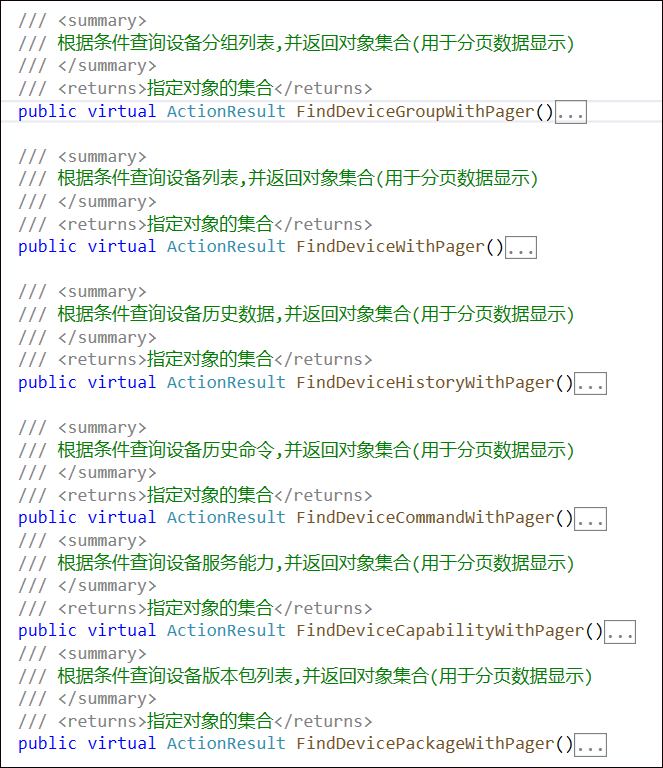 /// <summary>
/// 根据条件查询设备分组列表,并返回对象集合(用于分页数据显示)
/// </summary>
/// <returns>指定对象的集合</returns>
public virtual ActionResult FindDeviceGroupWithPager()...
/// <summary>
/// 根据条件查询设备列表,并返回对象集合(用于分页数据显示)
/// </summary>
/// <returns>指定对象的集合</returns>
public virtual ActionResult FindDeviceWithPager()...
/// <summary>
/// 根据条件查询设备历史数据,并返回对象集合(用于分页数据显示)
/// </summary>
/// <returns>指定对象的集合</returns>
public virtual ActionResult FindDeviceHistoryWithPager()...
/// <summary>
/// 根据条件查询设备历史命令,并返回对象集合(用于分页数据显示)
/// </summary>
/// <returns>指定对象的集合</returns>
public virtual ActionResult FindDeviceCommandWithPager()...
/// <summary>
/// 根据条件查询设备服务能力,并返回对象集合(用于分页数据显示)
/// </summary>
/// <returns>指定对象的集合</returns>
public virtual ActionResult FindDeviceCapabilityWithPager()...
/// <summary>
/// 根据条件查询设备版本包列表,并返回对象集合(用于分页数据显示)
/// </summary>
/// <returns>指定对象的集合</returns>
public virtual ActionResult FindDevicePackageWithPager()...